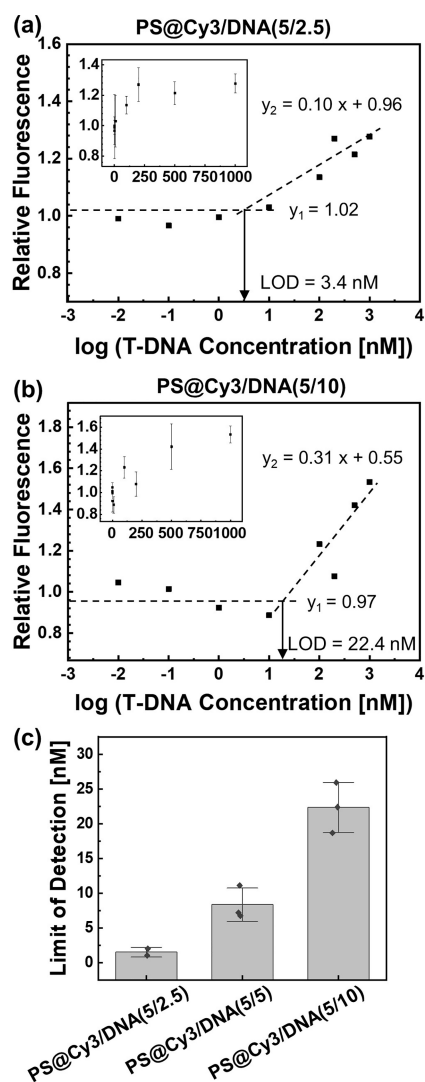 (a) PS@Cy3/DNA(5/2.5)
Relative Fluorescence
1.6
1.4
1.2
1.0
0.8
1.4
1.2
1.0
0.8
0 250 500 750 1000
y2 = 0.10 x + 0.96
y1 = 1.02
LOD = 3.4 nM
-3 -2 -1 0 1 2 3 4
log (T-DNA Concentration [nM])
(b) PS@Cy3/DNA(5/10)
Relative Fluorescence
1.8
1.6
1.4
1.2
1.0
0.8
1.6
1.4
1.2
1.0
0.8
0 250 500 750 1000
y2 = 0.31 x + 0.55
y1 = 0.97
LOD = 22.4 nM
-3 -2 -1 0 1 2 3 4
log (T-DNA Concentration [nM])
(c)
Limit of Detection [nM]
30
25
20
15
10
5
0
PS@Cy3/DNA(5/2.5)
PS@Cy3/DNA(5/5)
PS@Cy3/DNA(5/10)